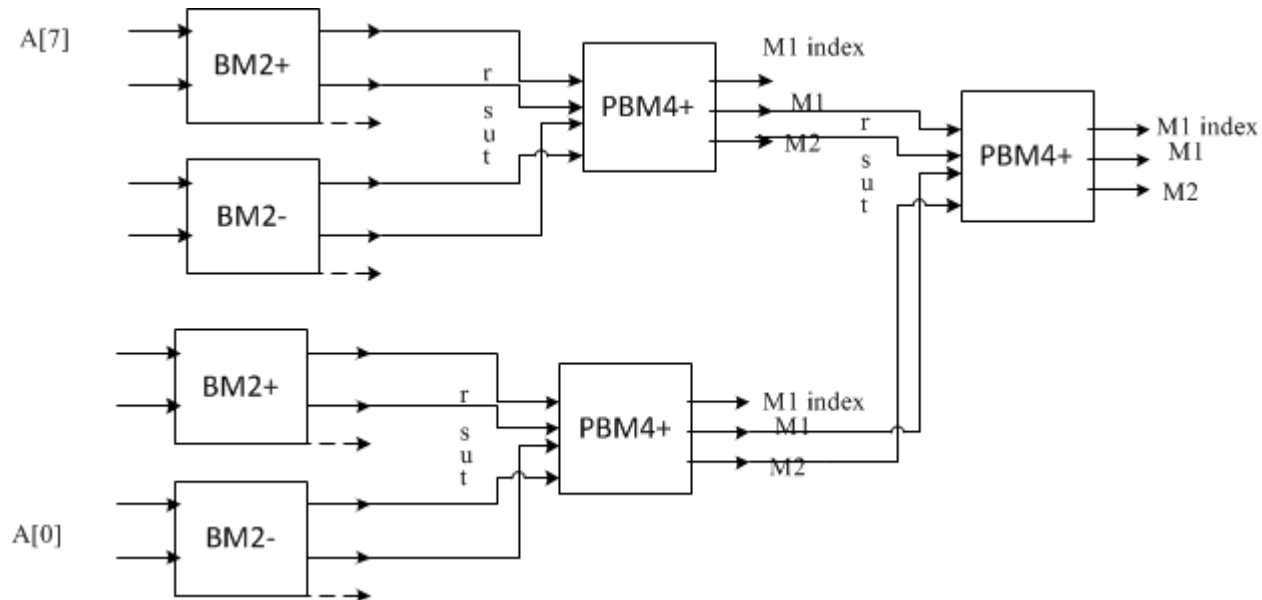 A[7]
BM2+
r
s
u t
PBM4+
M1 index
M1
M2
BM2-
r
s
u t
PBM4+
M1 index
M1
M2
BM2+
r
s
u t
PBM4+
M1 index
M1
M2
A[0]
BM2-